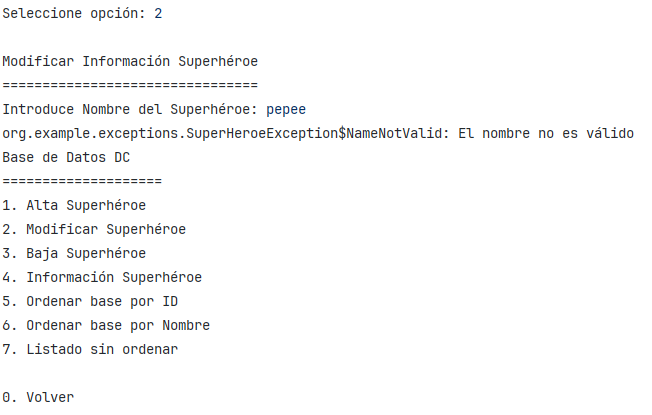 Seleccione opción: 2
Modificar Información Superhéroe
================================
Introduce Nombre del Superhéroe: pepee
org.example.exceptions.SuperHeroeException$NameNotValid: El nombre no es válido
Base de Datos DC
====================
1. Alta Superhéroe
2. Modificar Superhéroe
3. Baja Superhéroe
4. Información Superhéroe
5. Ordenar base por ID
6. Ordenar base por Nombre
7. Listado sin ordenar
0. Volver